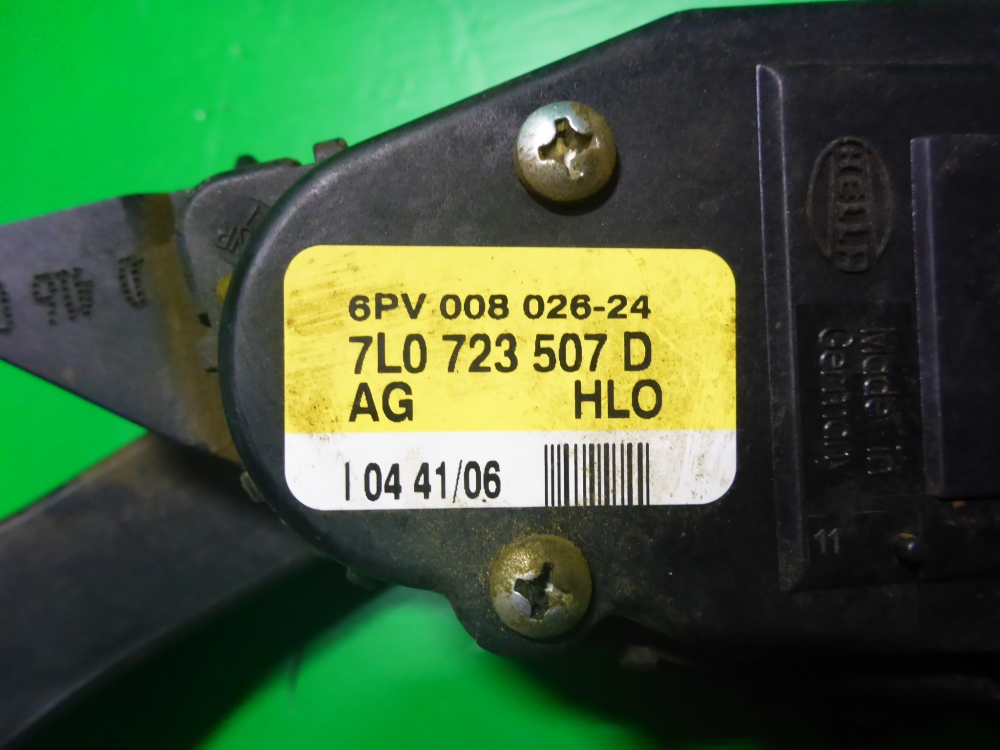 6PV 008 026-24
7L0 723 507 D
AG HLO
I 04 41/06
HELLA
Made in
Germany
11